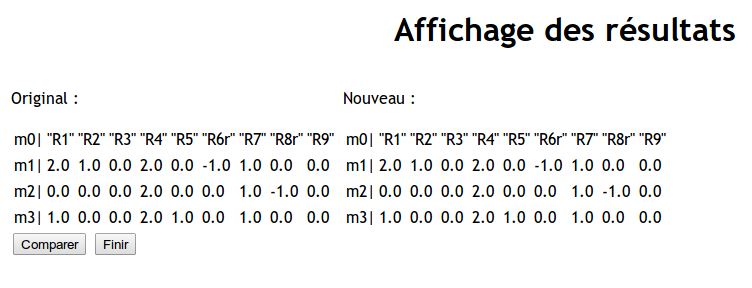 Affichage des résultats
Original :
m0| "R1" "R2" "R3" "R4" "R5" "R6r" "R7" "R8r" "R9"
m1| 2.0 1.0 0.0 2.0 0.0 -1.0 1.0 0.0 0.0
m2| 0.0 0.0 0.0 0.0 0.0 0.0 1.0 -1.0 0.0
m3| 1.0 0.0 0.0 2.0 1.0 0.0 1.0 0.0 0.0
Nouveau :
m0| "R1" "R2" "R3" "R4" "R5" "R6r" "R7" "R8r" "R9"
m1| 2.0 1.0 0.0 2.0 0.0 -1.0 1.0 0.0 0.0
m2| 0.0 0.0 0.0 0.0 0.0 0.0 1.0 -1.0 0.0
m3| 1.0 0.0 0.0 2.0 1.0 0.0 1.0 0.0 0.0
Comparer Finir